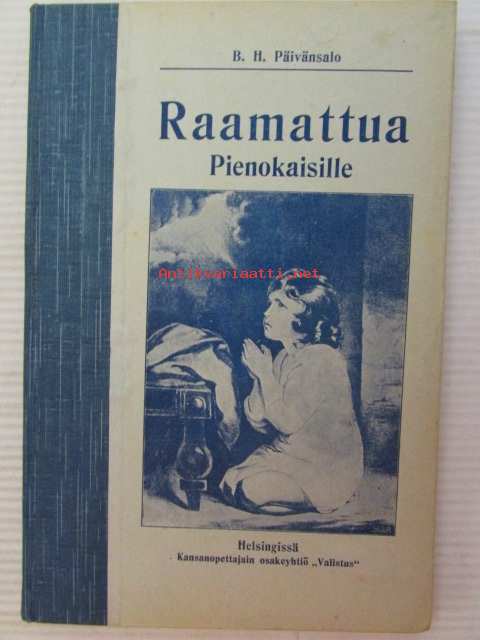 B. H. Päivänsalo
Raamattua
Pienokaisille
Antikvariaatti.net
Helsingissä
Kansanopettajain osakeyhtiö „Valistus“